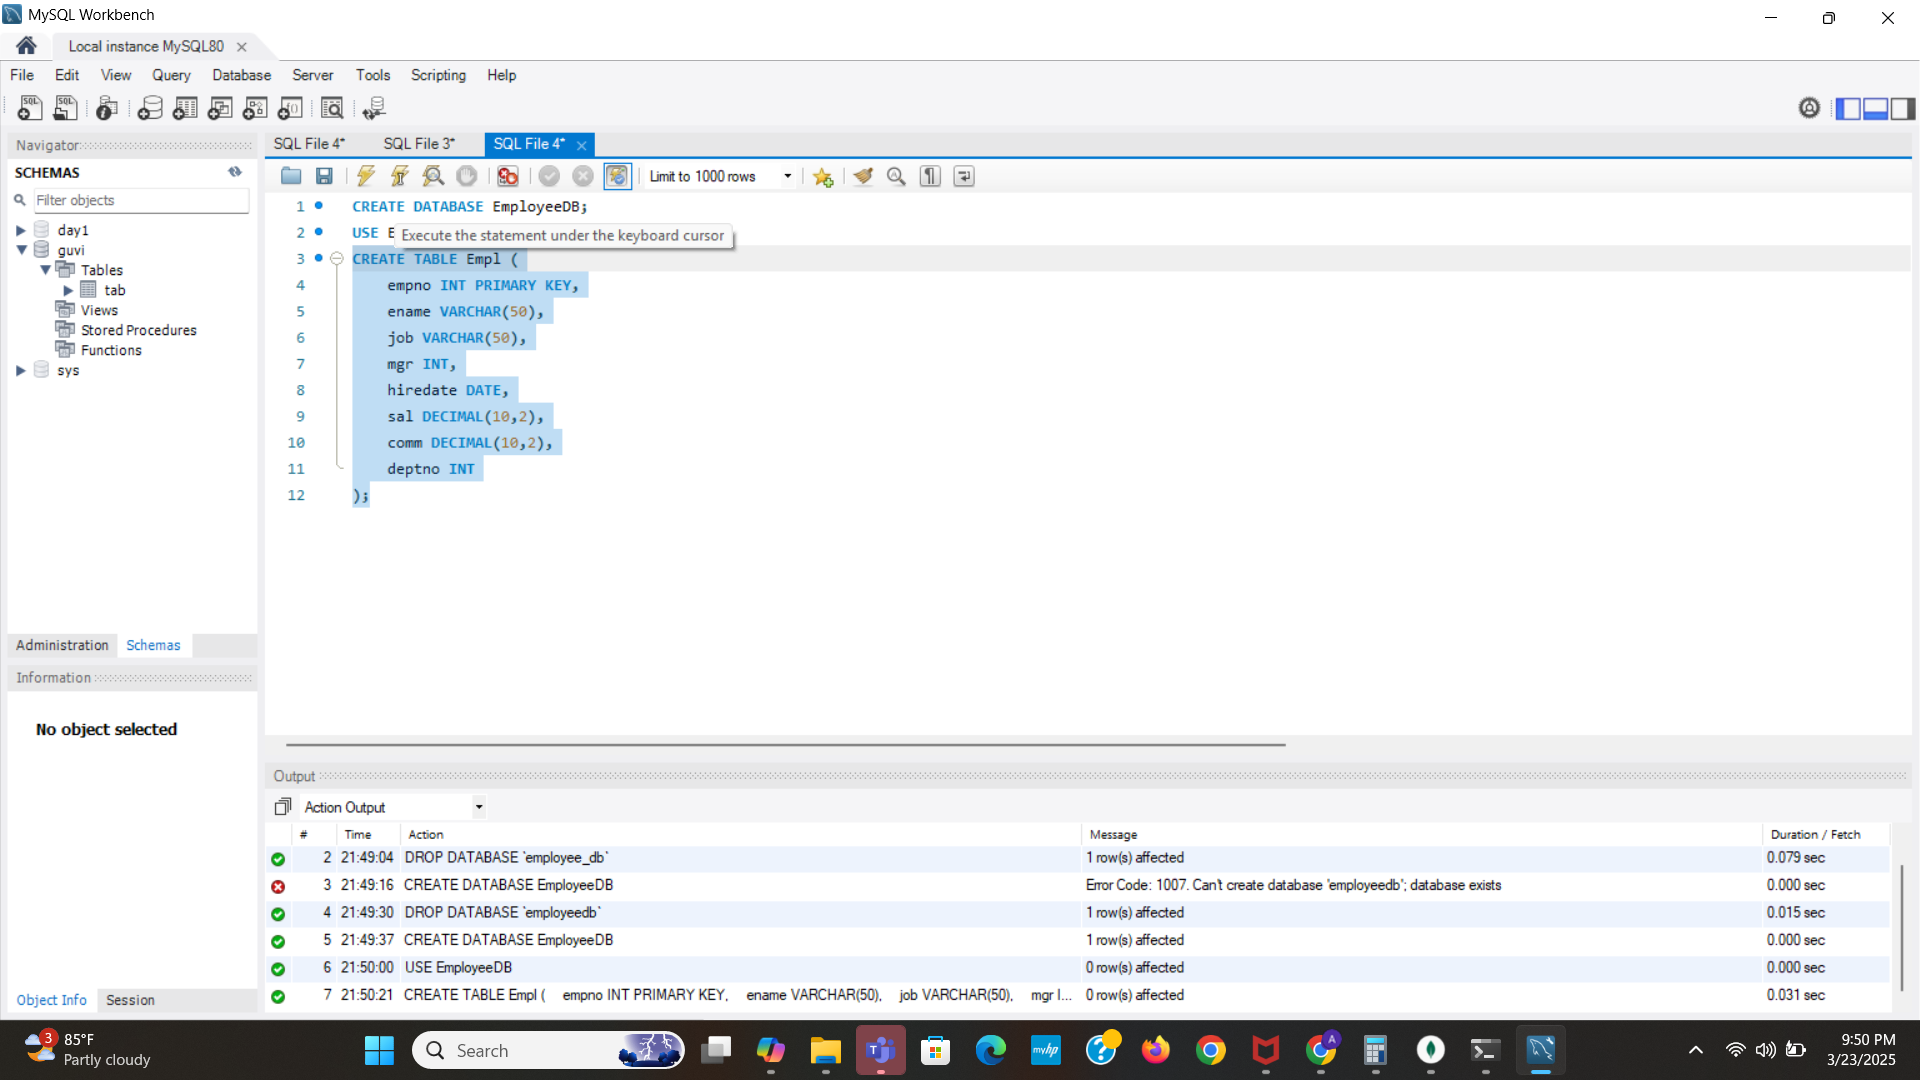 MySQL Workbench
Local instance MySQL80
File Edit View Query Database Server Tools Scripting Help
SQL SQL
Navigator
SCHEMAS
Filter objects
day1
guvi
Tables
tab
Views
Stored Procedures
Functions
sys
Administration Schemas
Information
No object selected
Object Info Session
SQL File 4* SQL File 3* SQL File 4*
Limit to 1000 rows
1 CREATE DATABASE EmployeeDB;
2 USE E
Execute the statement under the keyboard cursor
3 CREATE TABLE Empl (
4 empno INT PRIMARY KEY,
5 ename VARCHAR(50),
6 job VARCHAR(50),
7 mgr INT,
8 hiredate DATE,
9 sal DECIMAL(10,2),
10 comm DECIMAL(10,2),
11 deptno INT
12 );
Output
Action Output
# Time Action Message Duration / Fetch
2 21:49:04 DROP DATABASE `employee_db` 1 row(s) affected 0.079 sec
3 21:49:16 CREATE DATABASE EmployeeDB Error Code: 1007. Can't create database 'employeedb'; database exists 0.000 sec
4 21:49:30 DROP DATABASE `employeedb` 1 row(s) affected 0.015 sec
5 21:49:37 CREATE DATABASE EmployeeDB 1 row(s) affected 0.000 sec
6 21:50:00 USE EmployeeDB 0 row(s) affected 0.000 sec
7 21:50:21 CREATE TABLE Empl ( empno INT PRIMARY KEY, ename VARCHAR(50), job VARCHAR(50), mgr I... 0 row(s) affected 0.031 sec
3
85°F
Partly cloudy
Search
myhp
A
9:50 PM
3/23/2025